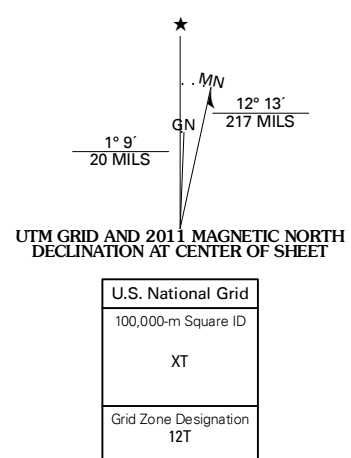 ★
MN
GN
12° 13´
217 MILS
1° 9´
20 MILS
UTM GRID AND 2011 MAGNETIC NORTH
DECLINATION AT CENTER OF SHEET
U.S. National Grid
100,000-m Square ID
XT
Grid Zone Designation
12T